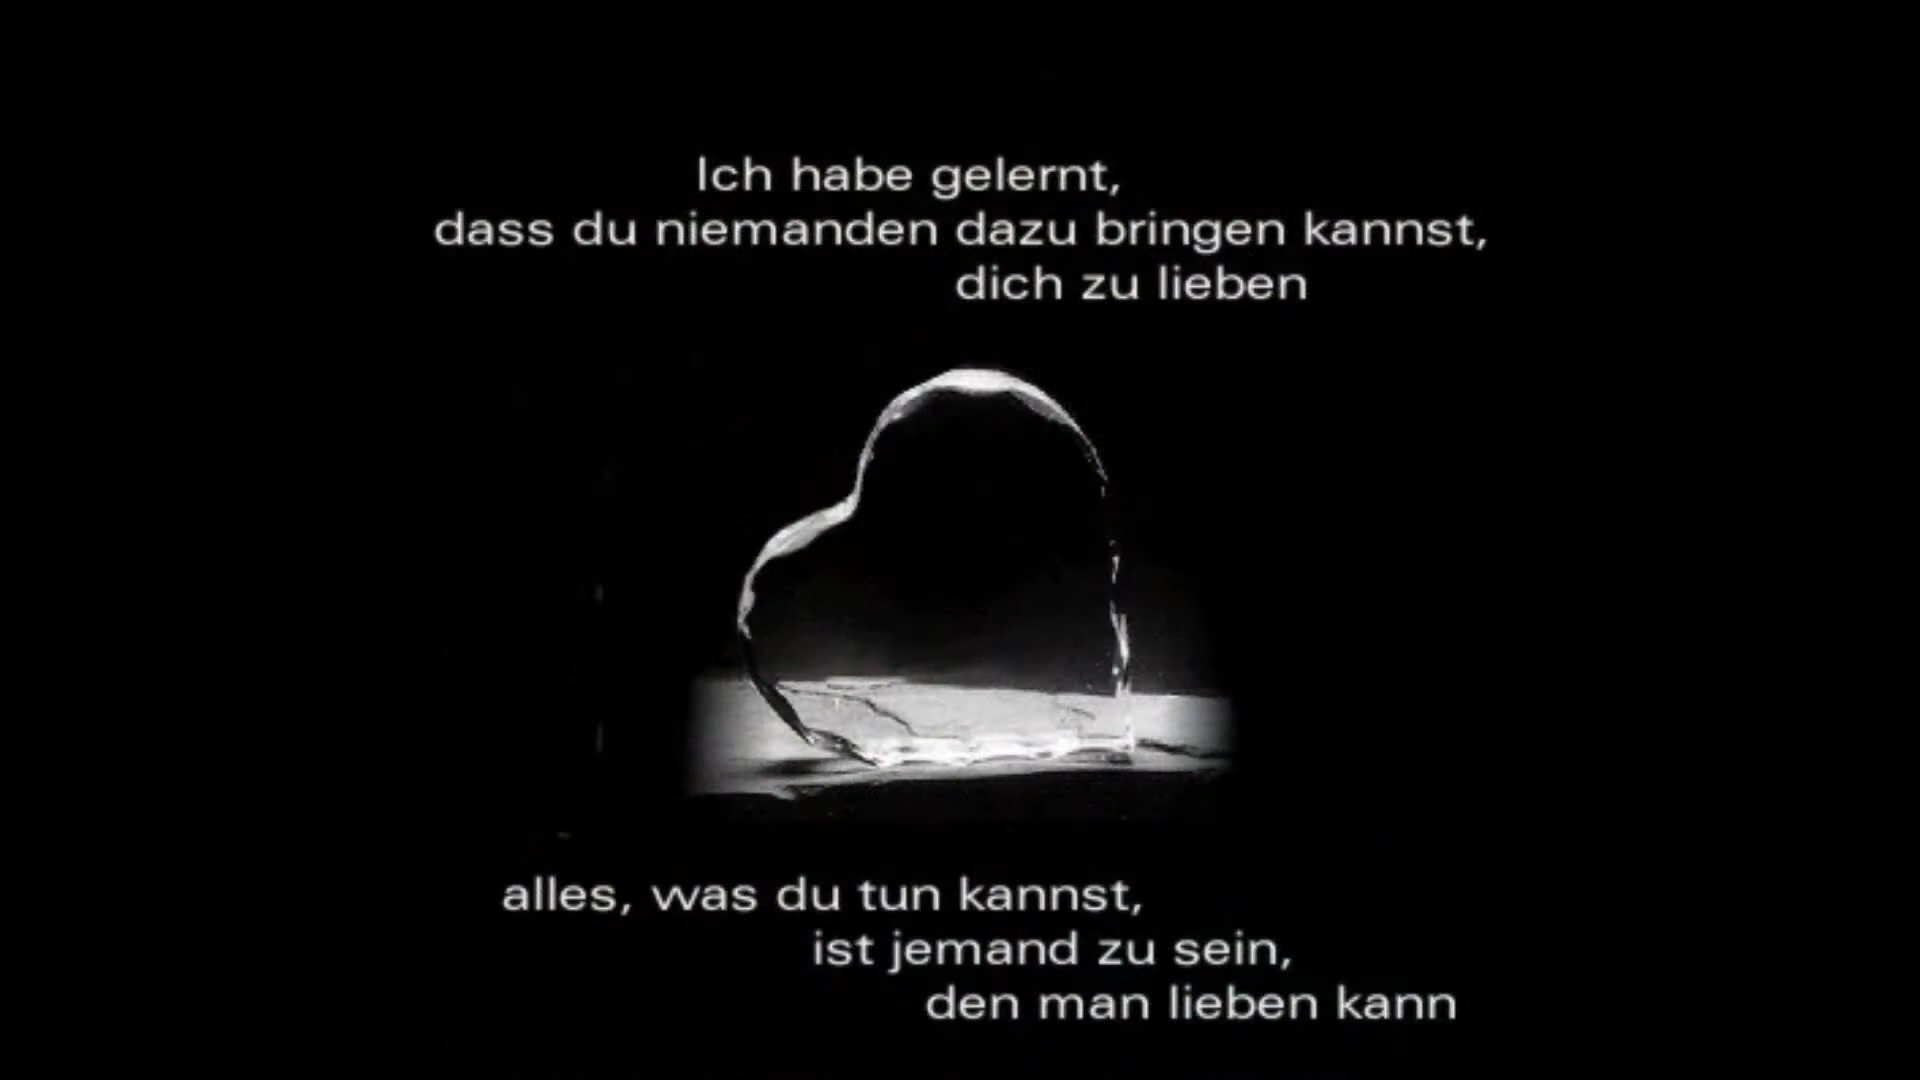 Ich habe gelernt,
dass du niemanden dazu bringen kannst,
dich zu lieben
alles, was du tun kannst,
ist jemand zu sein,
den man lieben kann